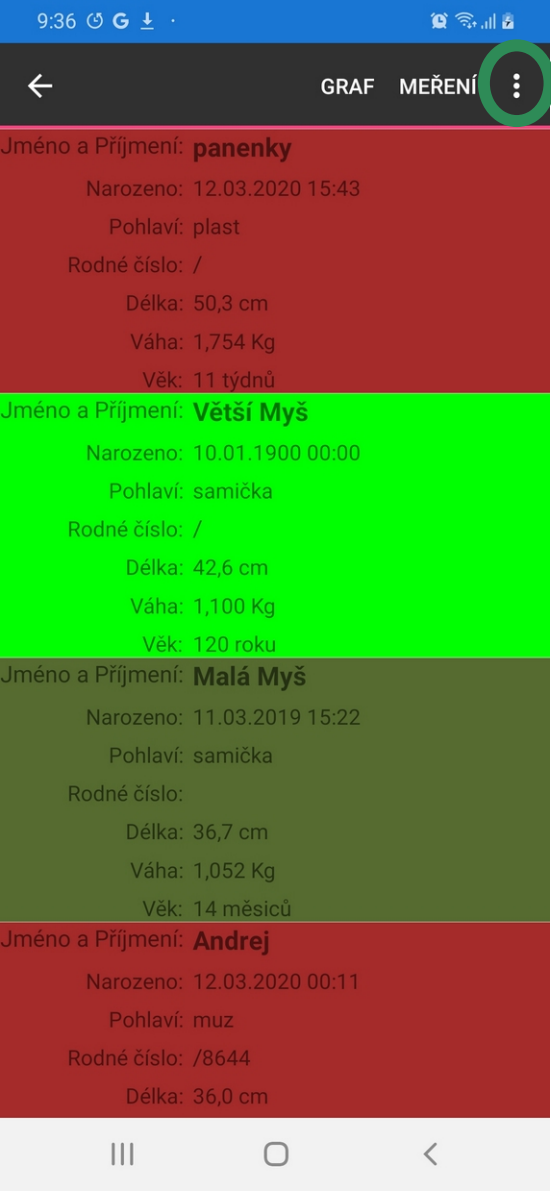 9:36
GRAF MEŘENÍ
Jméno a Příjmení: panenky
Narozeno: 12.03.2020 15:43
Pohlaví: plast
Rodné číslo: /
Délka: 50,3 cm
Váha: 1,754 Kg
Věk: 11 týdnů
Jméno a Příjmení: Větší Myš
Narozeno: 10.01.1900 00:00
Pohlaví: samička
Rodné číslo: /
Délka: 42,6 cm
Váha: 1,100 Kg
Věk: 120 roku
Jméno a Příjmení: Malá Myš
Narozeno: 11.03.2019 15:22
Pohlaví: samička
Rodné číslo:
Délka: 36,7 cm
Váha: 1,052 Kg
Věk: 14 měsiců
Jméno a Příjmení: Andrej
Narozeno: 12.03.2020 00:11
Pohlaví: muz
Rodné číslo: /8644
Délka: 36,0 cm